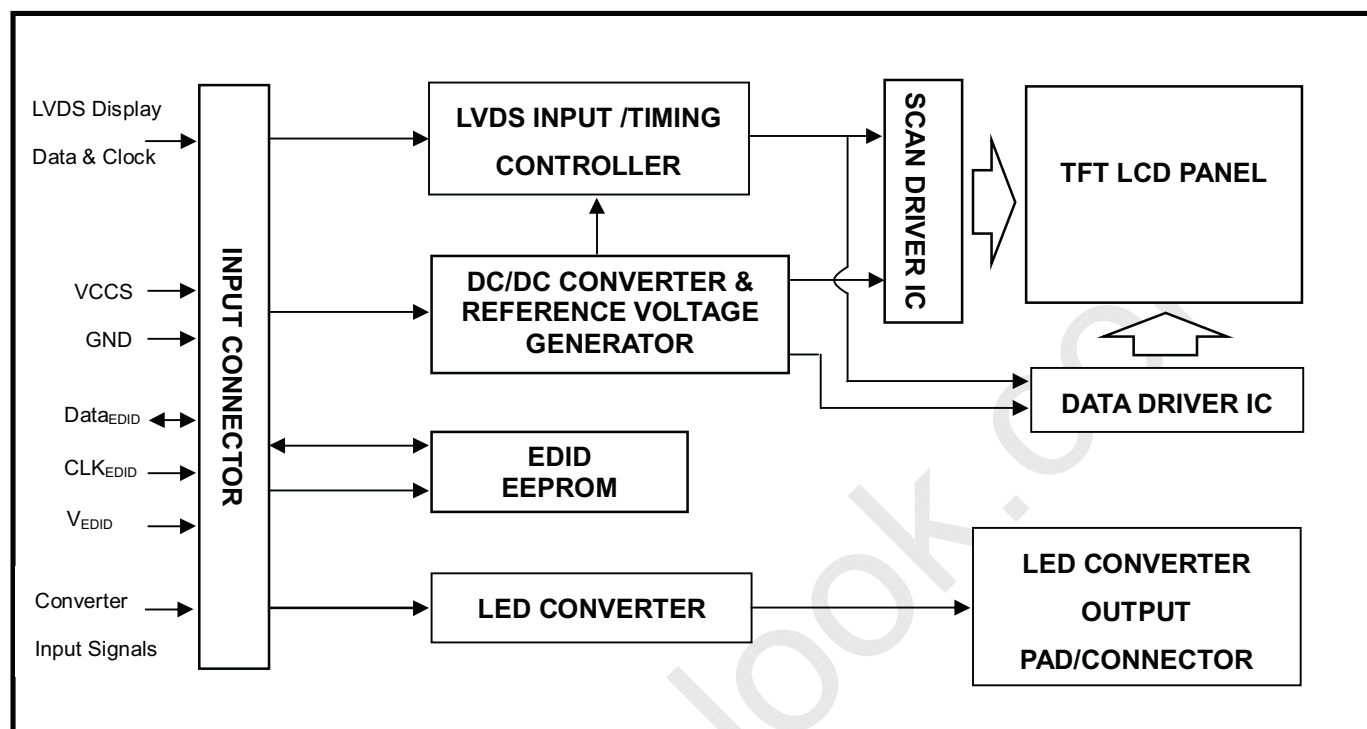 LVDS Display
Data & Clock
VCCS
GND
DataEDID
CLKEDID
VEDID
Converter
Input Signals
INPUT CONNECTOR
LVDS INPUT /TIMING
CONTROLLER
DC/DC CONVERTER &
REFERENCE VOLTAGE
GENERATOR
EDID
EEPROM
LED CONVERTER
SCAN DRIVER IC
TFT LCD PANEL
DATA DRIVER IC
LED CONVERTER
OUTPUT
PAD/CONNECTOR